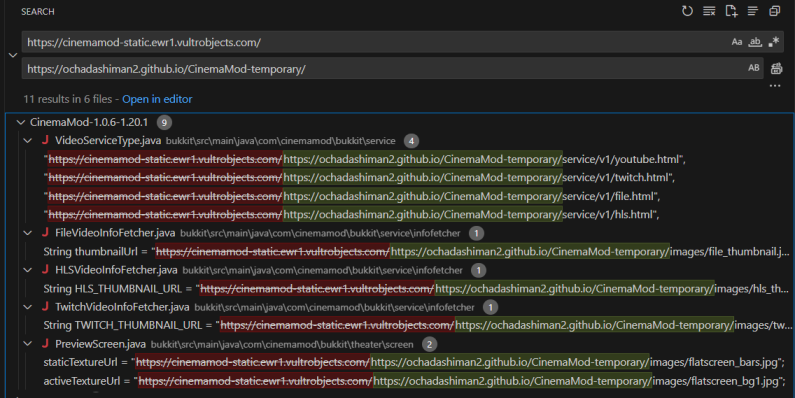 SEARCH
https://cinemamod-static.ewr1.vultrobjects.com/
Aa ab .*
https://ochadashiman2.github.io/CinemaMod-temporary/
AB
...
11 results in 6 files - Open in editor
CinemaMod-1.0.6-1.20.1 9
J VideoServiceType.java bukkit\src\main\java\com\cinemamod\bukkit\service 4
"https://cinemamod-static.ewr1.vultrobjects.com/https://ochadashiman2.github.io/CinemaMod-temporary/service/v1/youtube.html",
"https://cinemamod-static.ewr1.vultrobjects.com/https://ochadashiman2.github.io/CinemaMod-temporary/service/v1/twitch.html",
"https://cinemamod-static.ewr1.vultrobjects.com/https://ochadashiman2.github.io/CinemaMod-temporary/service/v1/file.html",
"https://cinemamod-static.ewr1.vultrobjects.com/https://ochadashiman2.github.io/CinemaMod-temporary/service/v1/hls.html",
J FileVideoInfoFetcher.java bukkit\src\main\java\com\cinemamod\bukkit\service\infofetcher 1
String thumbnailUrl = "https://cinemamod-static.ewr1.vultrobjects.com/https://ochadashiman2.github.io/CinemaMod-temporary/images/file_thumbnail.j...
J HLSVideoInfoFetcher.java bukkit\src\main\java\com\cinemamod\bukkit\service\infofetcher 1
String HLS_THUMBNAIL_URL = "https://cinemamod-static.ewr1.vultrobjects.com/https://ochadashiman2.github.io/CinemaMod-temporary/images/hls_th...
J TwitchVideoInfoFetcher.java bukkit\src\main\java\com\cinemamod\bukkit\service\infofetcher 1
String TWITCH_THUMBNAIL_URL = "https://cinemamod-static.ewr1.vultrobjects.com/https://ochadashiman2.github.io/CinemaMod-temporary/images/tw...
J PreviewScreen.java bukkit\src\main\java\com\cinemamod\bukkit\theater\screen 2
staticTextureUrl = "https://cinemamod-static.ewr1.vultrobjects.com/https://ochadashiman2.github.io/CinemaMod-temporary/images/flatscreen_bars.jpg";
activeTextureUrl = "https://cinemamod-static.ewr1.vultrobjects.com/https://ochadashiman2.github.io/CinemaMod-temporary/images/flatscreen_bg1.jpg";